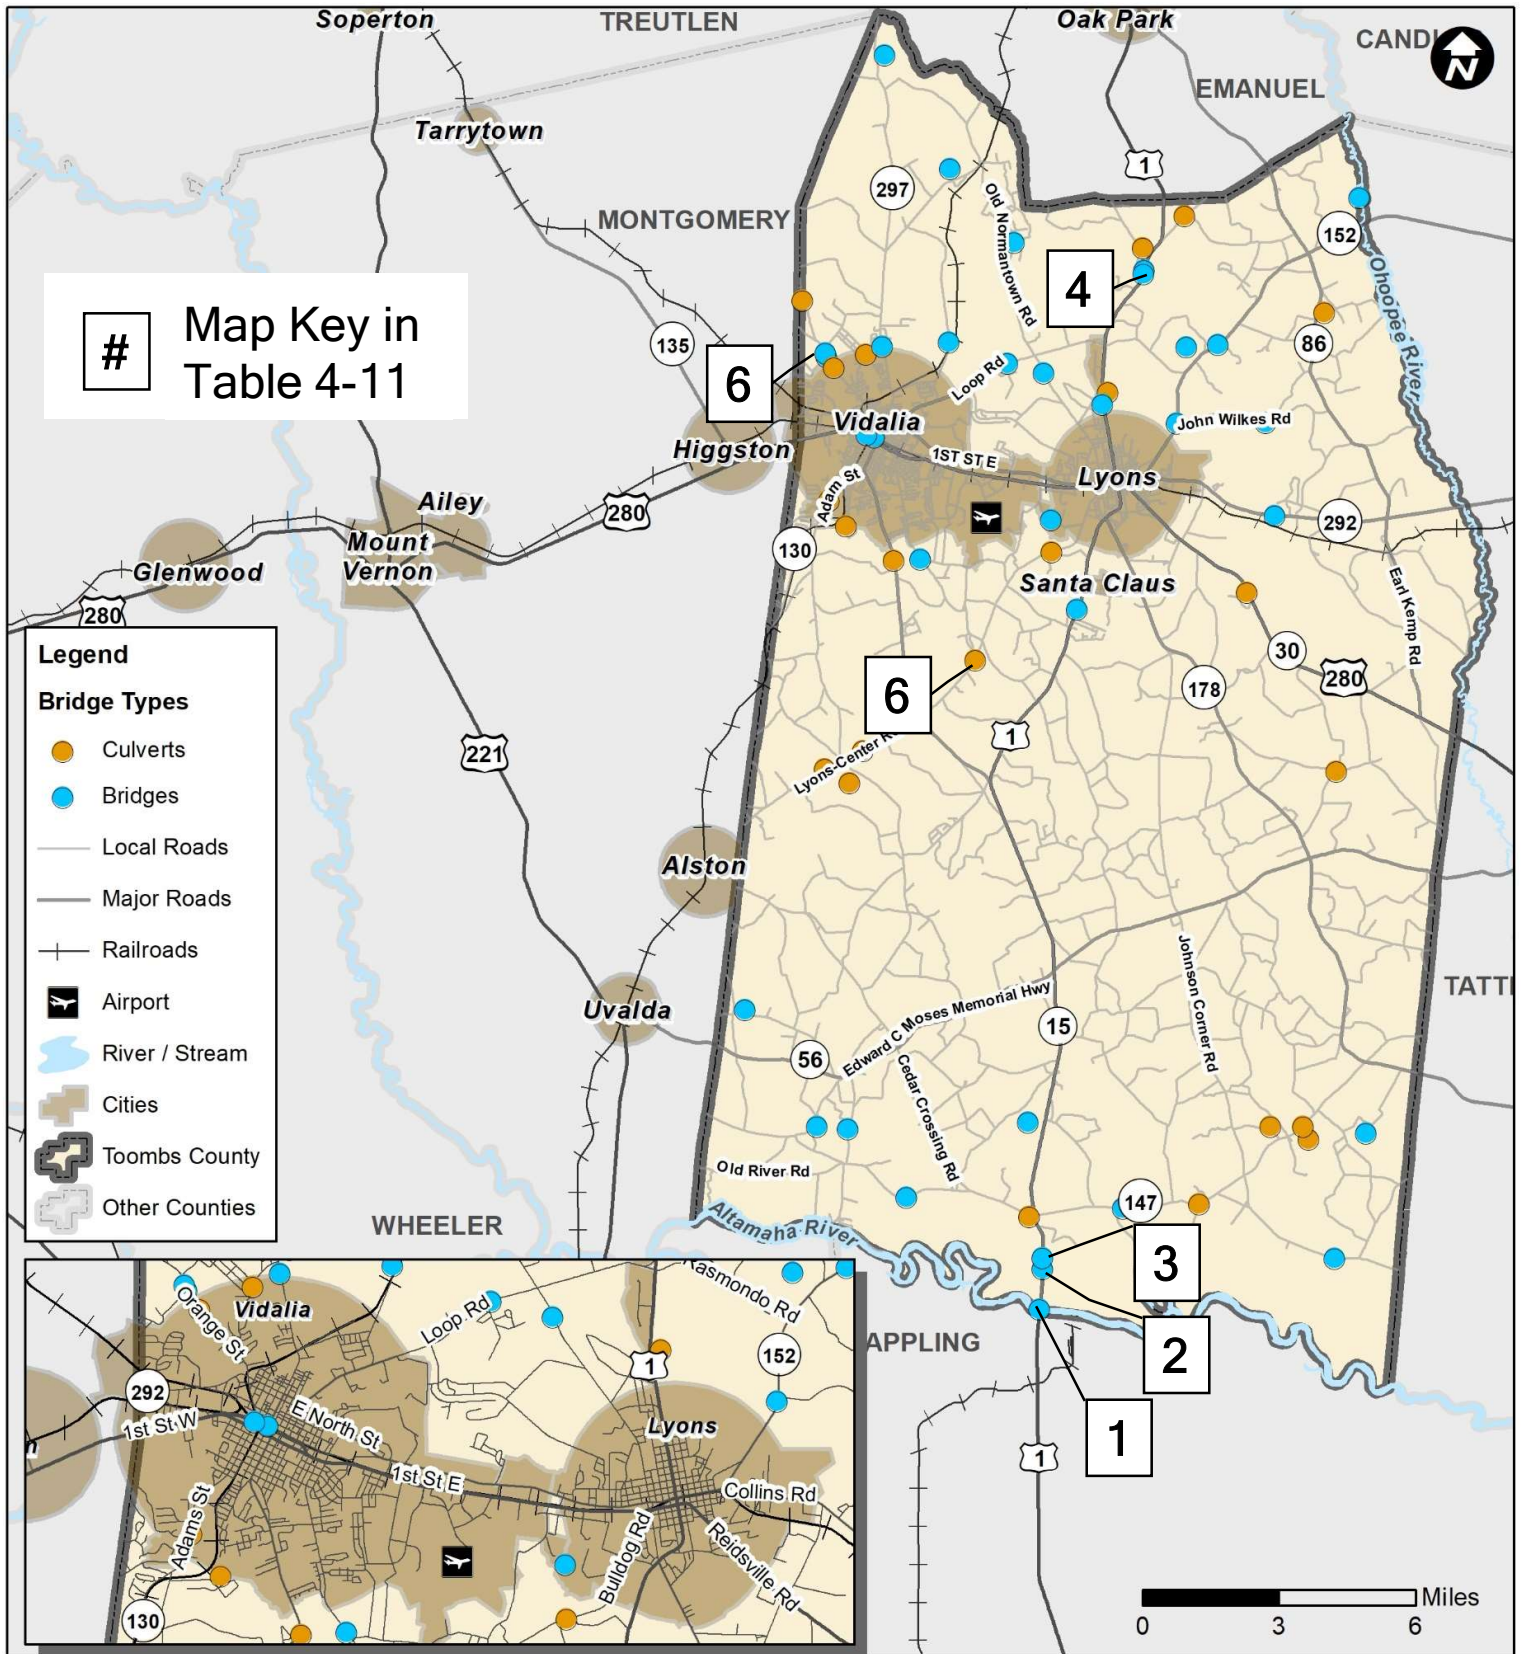 Soperton
TREUTLEN
Oak Park
CANDL
N
EMANUEL
Tarrytown
1
297
Old Normantown Rd
MONTGOMERY
152
Ohoopee River
4
# Map Key in
Table 4-11
135
86
6
Loop Rd
Vidalia
John Wilkes Rd
Higgston
1ST ST E
Lyons
Adam St
Ailey
280
292
Mount
Vernon
130
Glenwood
Santa Claus
Earl Kemp Rd
280
30
280
178
6
1
221
Lyons-Center
Alston
Johnson Corner Rd
TATT
Edward C Moses Memorial Hwy
Uvalda
15
56
Cedar Crossing Rd
Old River Rd
147
Altamaha River
WHEELER
3
2
APPLING
1
1
Legend
Bridge Types
Culverts
Bridges
Local Roads
Major Roads
Railroads
Airport
River / Stream
Cities
Toombs County
Other Counties
Orange St
Vidalia
Loop Rd
Rasmondo Rd
1
152
292
1st St W
E North St
Lyons
n
1st St E
Collins Rd
Adams St
Bulldog Rd
Reidsville Rd
130
Miles
0 3 6